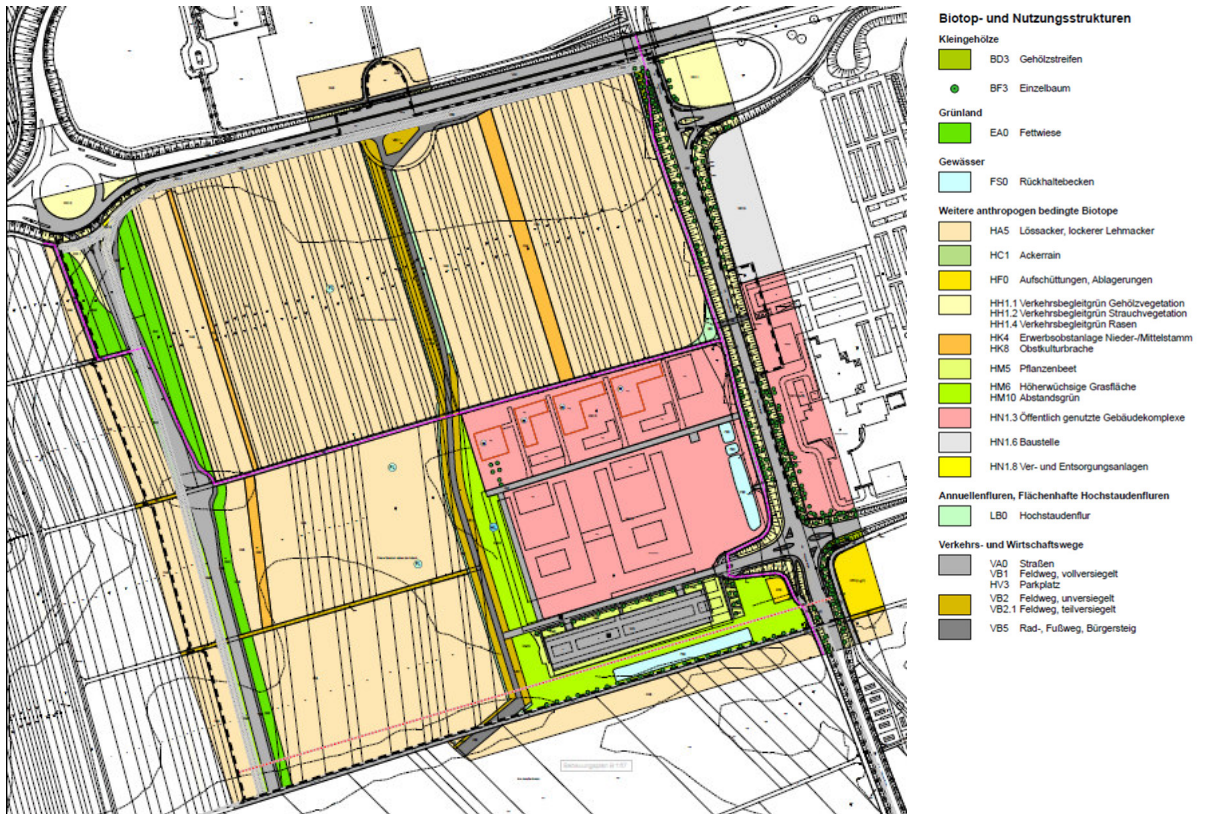 Biotop- und Nutzungsstrukturen
Kleingehölze
BD3 Gehölzstreifen
BF3 Einzelbaum
Grünland
EA0 Fettwiese
Gewässer
FS0 Rückhaltebecken
Weitere anthropogen bedingte Biotope
HA5 Lössacker, lockerer Lehmacker
HC1 Ackerrain
HF0 Aufschüttungen, Ablagerungen
HH1.1 Verkehrsbegleitgrün Gehölzvegetation
HH1.2 Verkehrsbegleitgrün Strauchvegetation
HH1.4 Verkehrsbegleitgrün Rasen
HK4 Erwerbsobstanlage Nieder-/Mittelstamm
HK8 Obstkulturbrache
HM5 Pflanzenbeet
HM6 Höherwüchsige Grasfläche
HM10 Abstandsgrün
HN1.3 Öffentlich genutzte Gebäudekomplexe
HN1.6 Baustelle
HN1.8 Ver- und Entsorgungsanlagen
Annuellenfluren, Flächenhafte Hochstaudenfluren
LB0 Hochstaudenflur
Verkehrs- und Wirtschaftswege
VA0 Straßen
VB1 Feldweg, vollversiegelt
HV3 Parkplatz
VB2 Feldweg, unversiegelt
VB2.1 Feldweg, teilversiegelt
VB5 Rad-, Fußweg, Bürgersteig